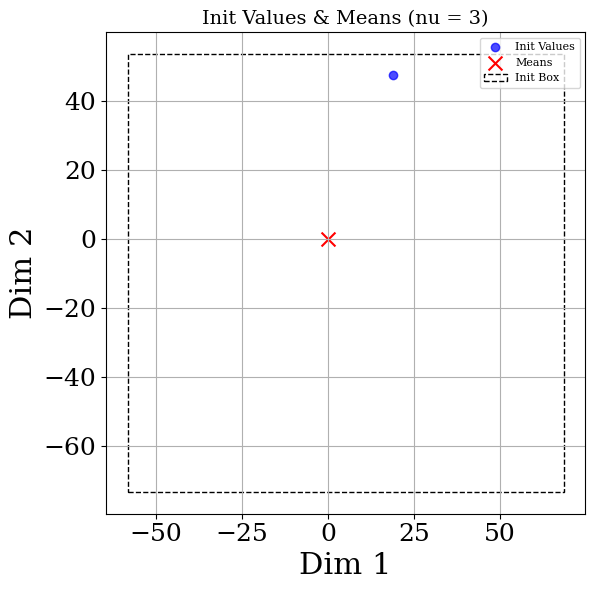 Init Values & Means (nu = 3)
Init Values
Means
Init Box
Dim 2
40
20
0
−20
−40
−60
−50
−25
0
25
50
Dim 1